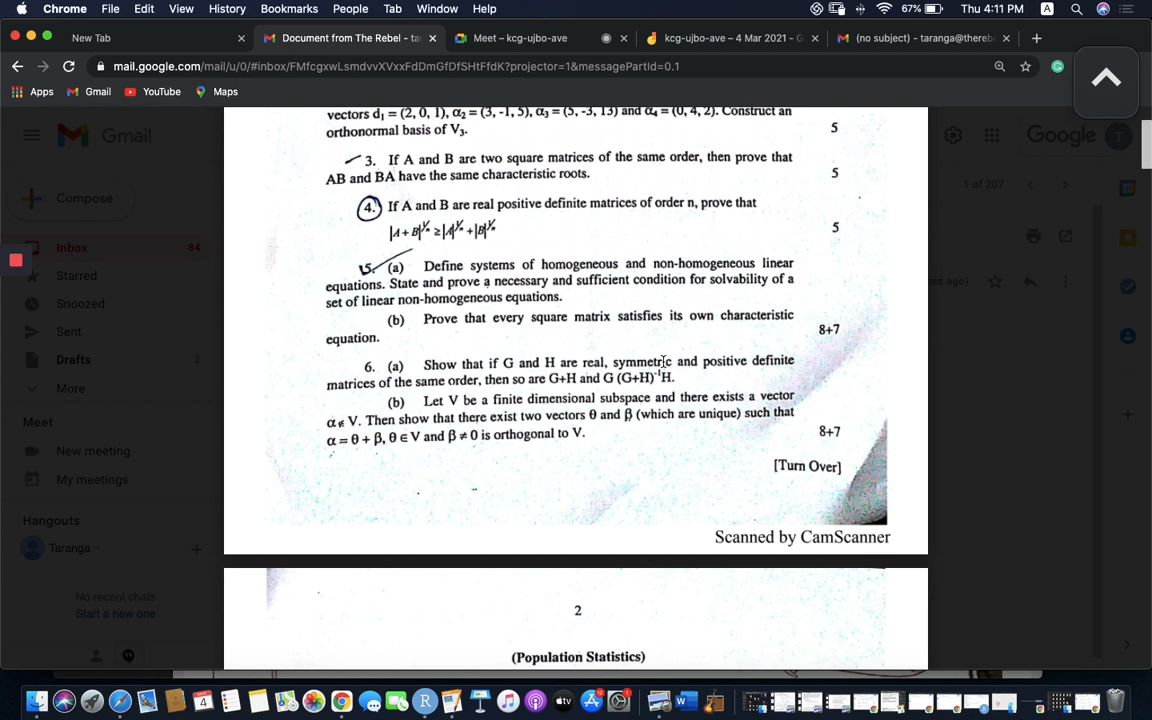 Chrome File Edit View History Bookmarks People Tab Window Help 67% Thu 4:11 PM A
New Tab × Document from The Rebel - tar × Meet – kcg-ujbo-ave × kcg-ujbo-ave – 4 Mar 2021 - G × (no subject) - taranga@thereb ×
mail.google.com/mail/u/0/#inbox/FMfcgxwLsmdvvXVxxFdDmGfDfSHtFfdK?projector=1&messagePartId=0.1
Apps Gmail YouTube Maps
Gmail
Google T
Compose
1 of 207
Inbox 84
Starred
Snoozed
Sent
Drafts 2
More
Meet
New meeting
My meetings
Hangouts
Taranga
No recent chats
Start a new one
vectors d₁ = (2, 0, 1), α₂ = (3, -1, 5), α₃ = (5, -3, 13) and α₄ = (0, 4, 2). Construct an
orthonormal basis of V₃. 5
3. If A and B are two square matrices of the same order, then prove that
AB and BA have the same characteristic roots. 5
4. If A and B are real positive definite matrices of order n, prove that
|A + B|^1/n ≥ |A|^1/n + |B|^1/n 5
5. (a) Define systems of homogeneous and non-homogeneous linear
equations. State and prove a necessary and sufficient condition for solvability of a
set of linear non-homogeneous equations.
(b) Prove that every square matrix satisfies its own characteristic
equation. 8+7
6. (a) Show that if G and H are real, symmetric and positive definite
matrices of the same order, then so are G+H and G (G+H)⁻¹H.
(b) Let V be a finite dimensional subspace and there exists a vector
α∉ V. Then show that there exist two vectors θ and β (which are unique) such that
α = θ + β, θ ∈ V and β ≠ 0 is orthogonal to V. 8+7
[Turn Over]
Scanned by CamScanner
2
(Population Statistics)